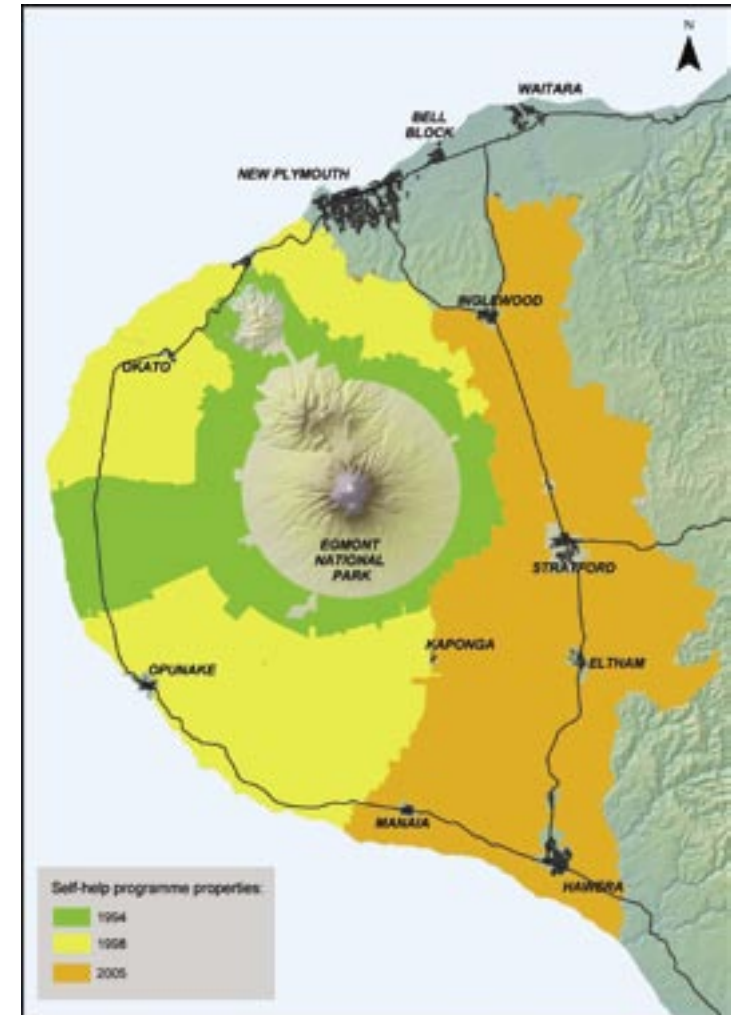 N
WAITARA
BELL
BLOCK
NEW PLYMOUTH
INGLEWOOD
OKATO
EGMONT
NATIONAL
PARK
STRATFORD
KAPONGA
ELTHAM
OPUNAKE
MANAIA
HAWERA
Self-help programme properties:
1994
1998
2005